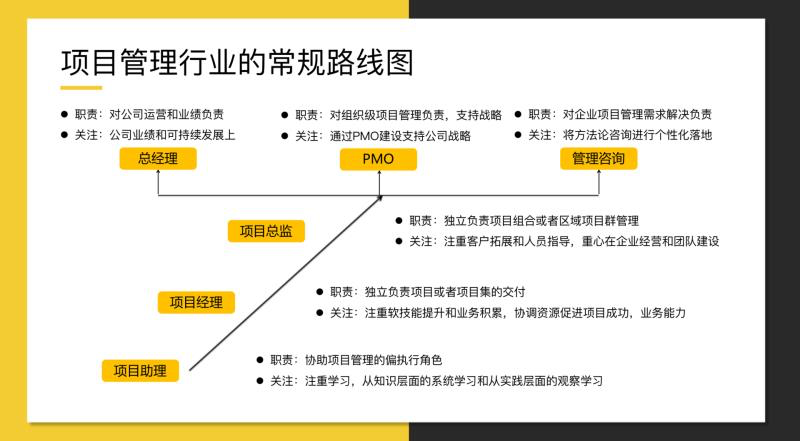 项目管理行业的常规路线图
● 职责：对公司运营和业绩负责
● 关注：公司业绩和可持续发展上
总经理
● 职责：对组织级项目管理负责，支持战略
● 关注：通过PMO建设支持公司战略
PMO
● 职责：对企业项目管理需求解决负责
● 关注：将方法论咨询进行个性化落地
管理咨询
项目总监
● 职责：独立负责项目组合或者区域项目群管理
● 关注：注重客户拓展和人员指导，重心在企业经营和团队建设
项目经理
● 职责：独立负责项目或者项目集的交付
● 关注：注重软技能提升和业务积累，协调资源促进项目成功，业务能力
项目助理
● 职责：协助项目管理的偏执行角色
● 关注：注重学习，从知识层面的系统学习和从实践层面的观察学习